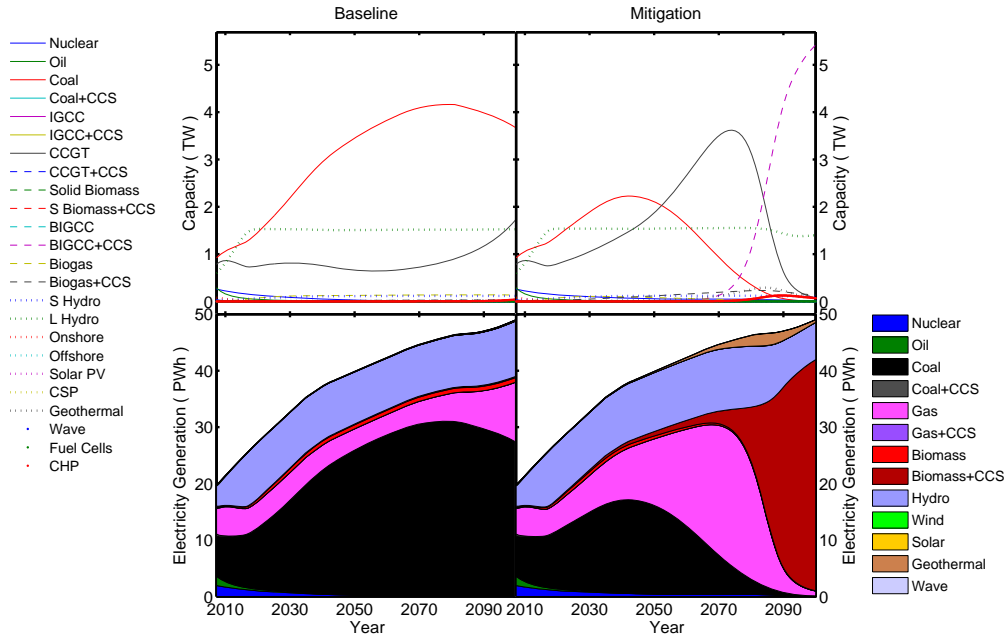 Baseline
Mitigation
Nuclear
Oil
Coal
Coal+CCS
IGCC
IGCC+CCS
CCGT
CCGT+CCS
Solid Biomass
S Biomass+CCS
BIGCC
BIGCC+CCS
Biogas
Biogas+CCS
S Hydro
L Hydro
Onshore
Offshore
Solar PV
CSP
Geothermal
Wave
Fuel Cells
CHP
Capacity ( TW )
5
4
3
2
1
0
Capacity ( TW )
5
4
3
2
1
0
Electricity Generation ( PWh )
50
40
30
20
10
0
Electricity Generation ( PWh )
50
40
30
20
10
0
2010 2030 2050 2070 2090
Year
2010 2030 2050 2070 2090
Year
Nuclear
Oil
Coal
Coal+CCS
Gas
Gas+CCS
Biomass
Biomass+CCS
Hydro
Wind
Solar
Geothermal
Wave